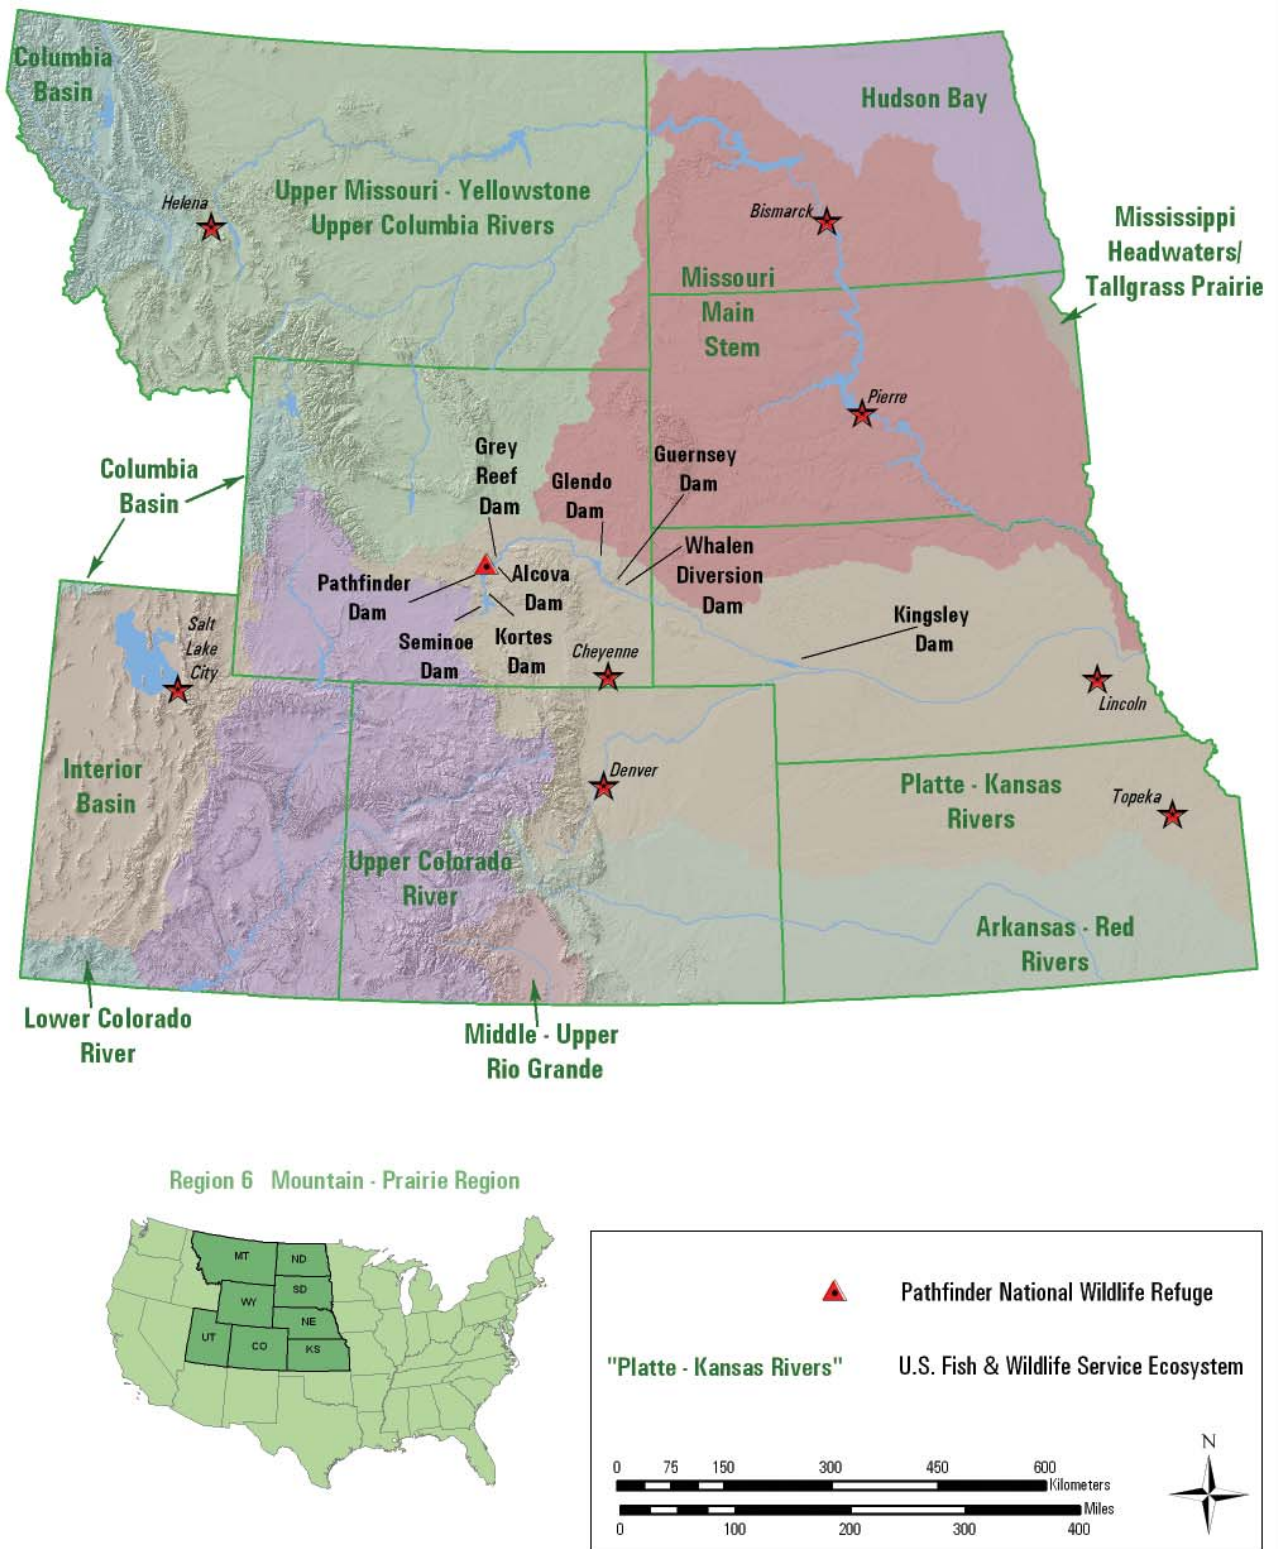 Columbia
Basin
Hudson Bay
Helena
Upper Missouri - Yellowstone
Upper Columbia Rivers
Bismarck
Mississippi
Headwaters/
Tallgrass Prairie
Missouri
Main
Stem
Pierre
Columbia
Basin
Grey
Reef
Dam
Glendo
Dam
Guernsey
Dam
Whalen
Diversion
Dam
Pathfinder
Dam
Alcova
Dam
Seminoe
Dam
Kortes
Dam
Cheyenne
Kingsley
Dam
Salt
Lake
City
Lincoln
Interior
Basin
Denver
Platte - Kansas
Rivers
Topeka
Upper Colorado
River
Arkansas - Red
Rivers
Lower Colorado
River
Middle - Upper
Rio Grande
Region 6 Mountain - Prairie Region
MT
ND
SD
WY
NE
UT
CO
KS
Pathfinder National Wildlife Refuge
"Platte - Kansas Rivers" U.S. Fish & Wildlife Service Ecosystem
N
0 75 150 300 450 600
Kilometers
Miles
0 100 200 300 400